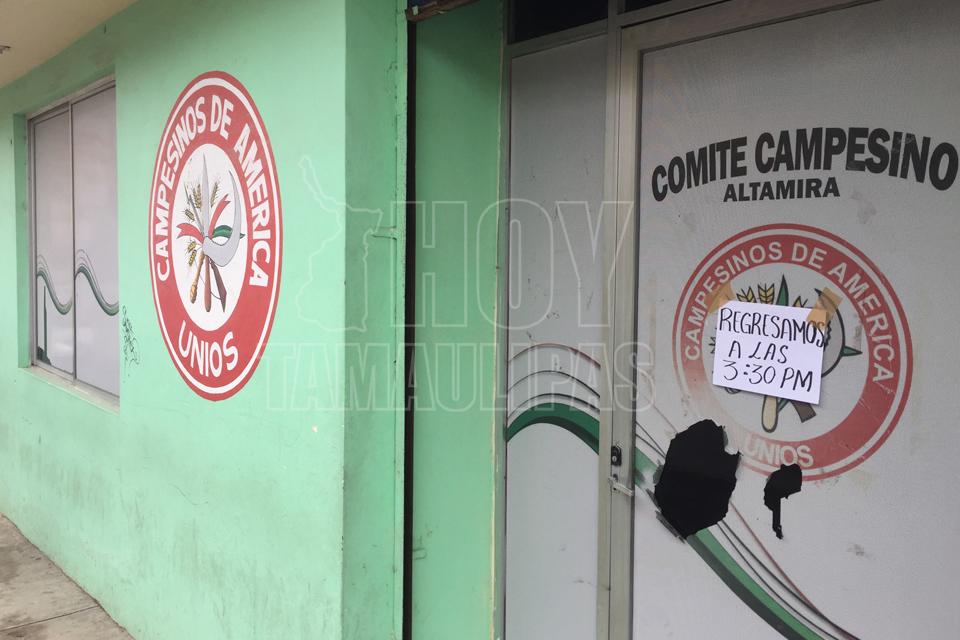 CAMPESINOS DE AMERICA
UNIOS
HOY
TAMAULIPAS
COMITE CAMPESINO
ALTAMIRA
CAMPESINOS DE AMERICA
REGRESAMOS
A LAS
3:30 PM
UNIOS